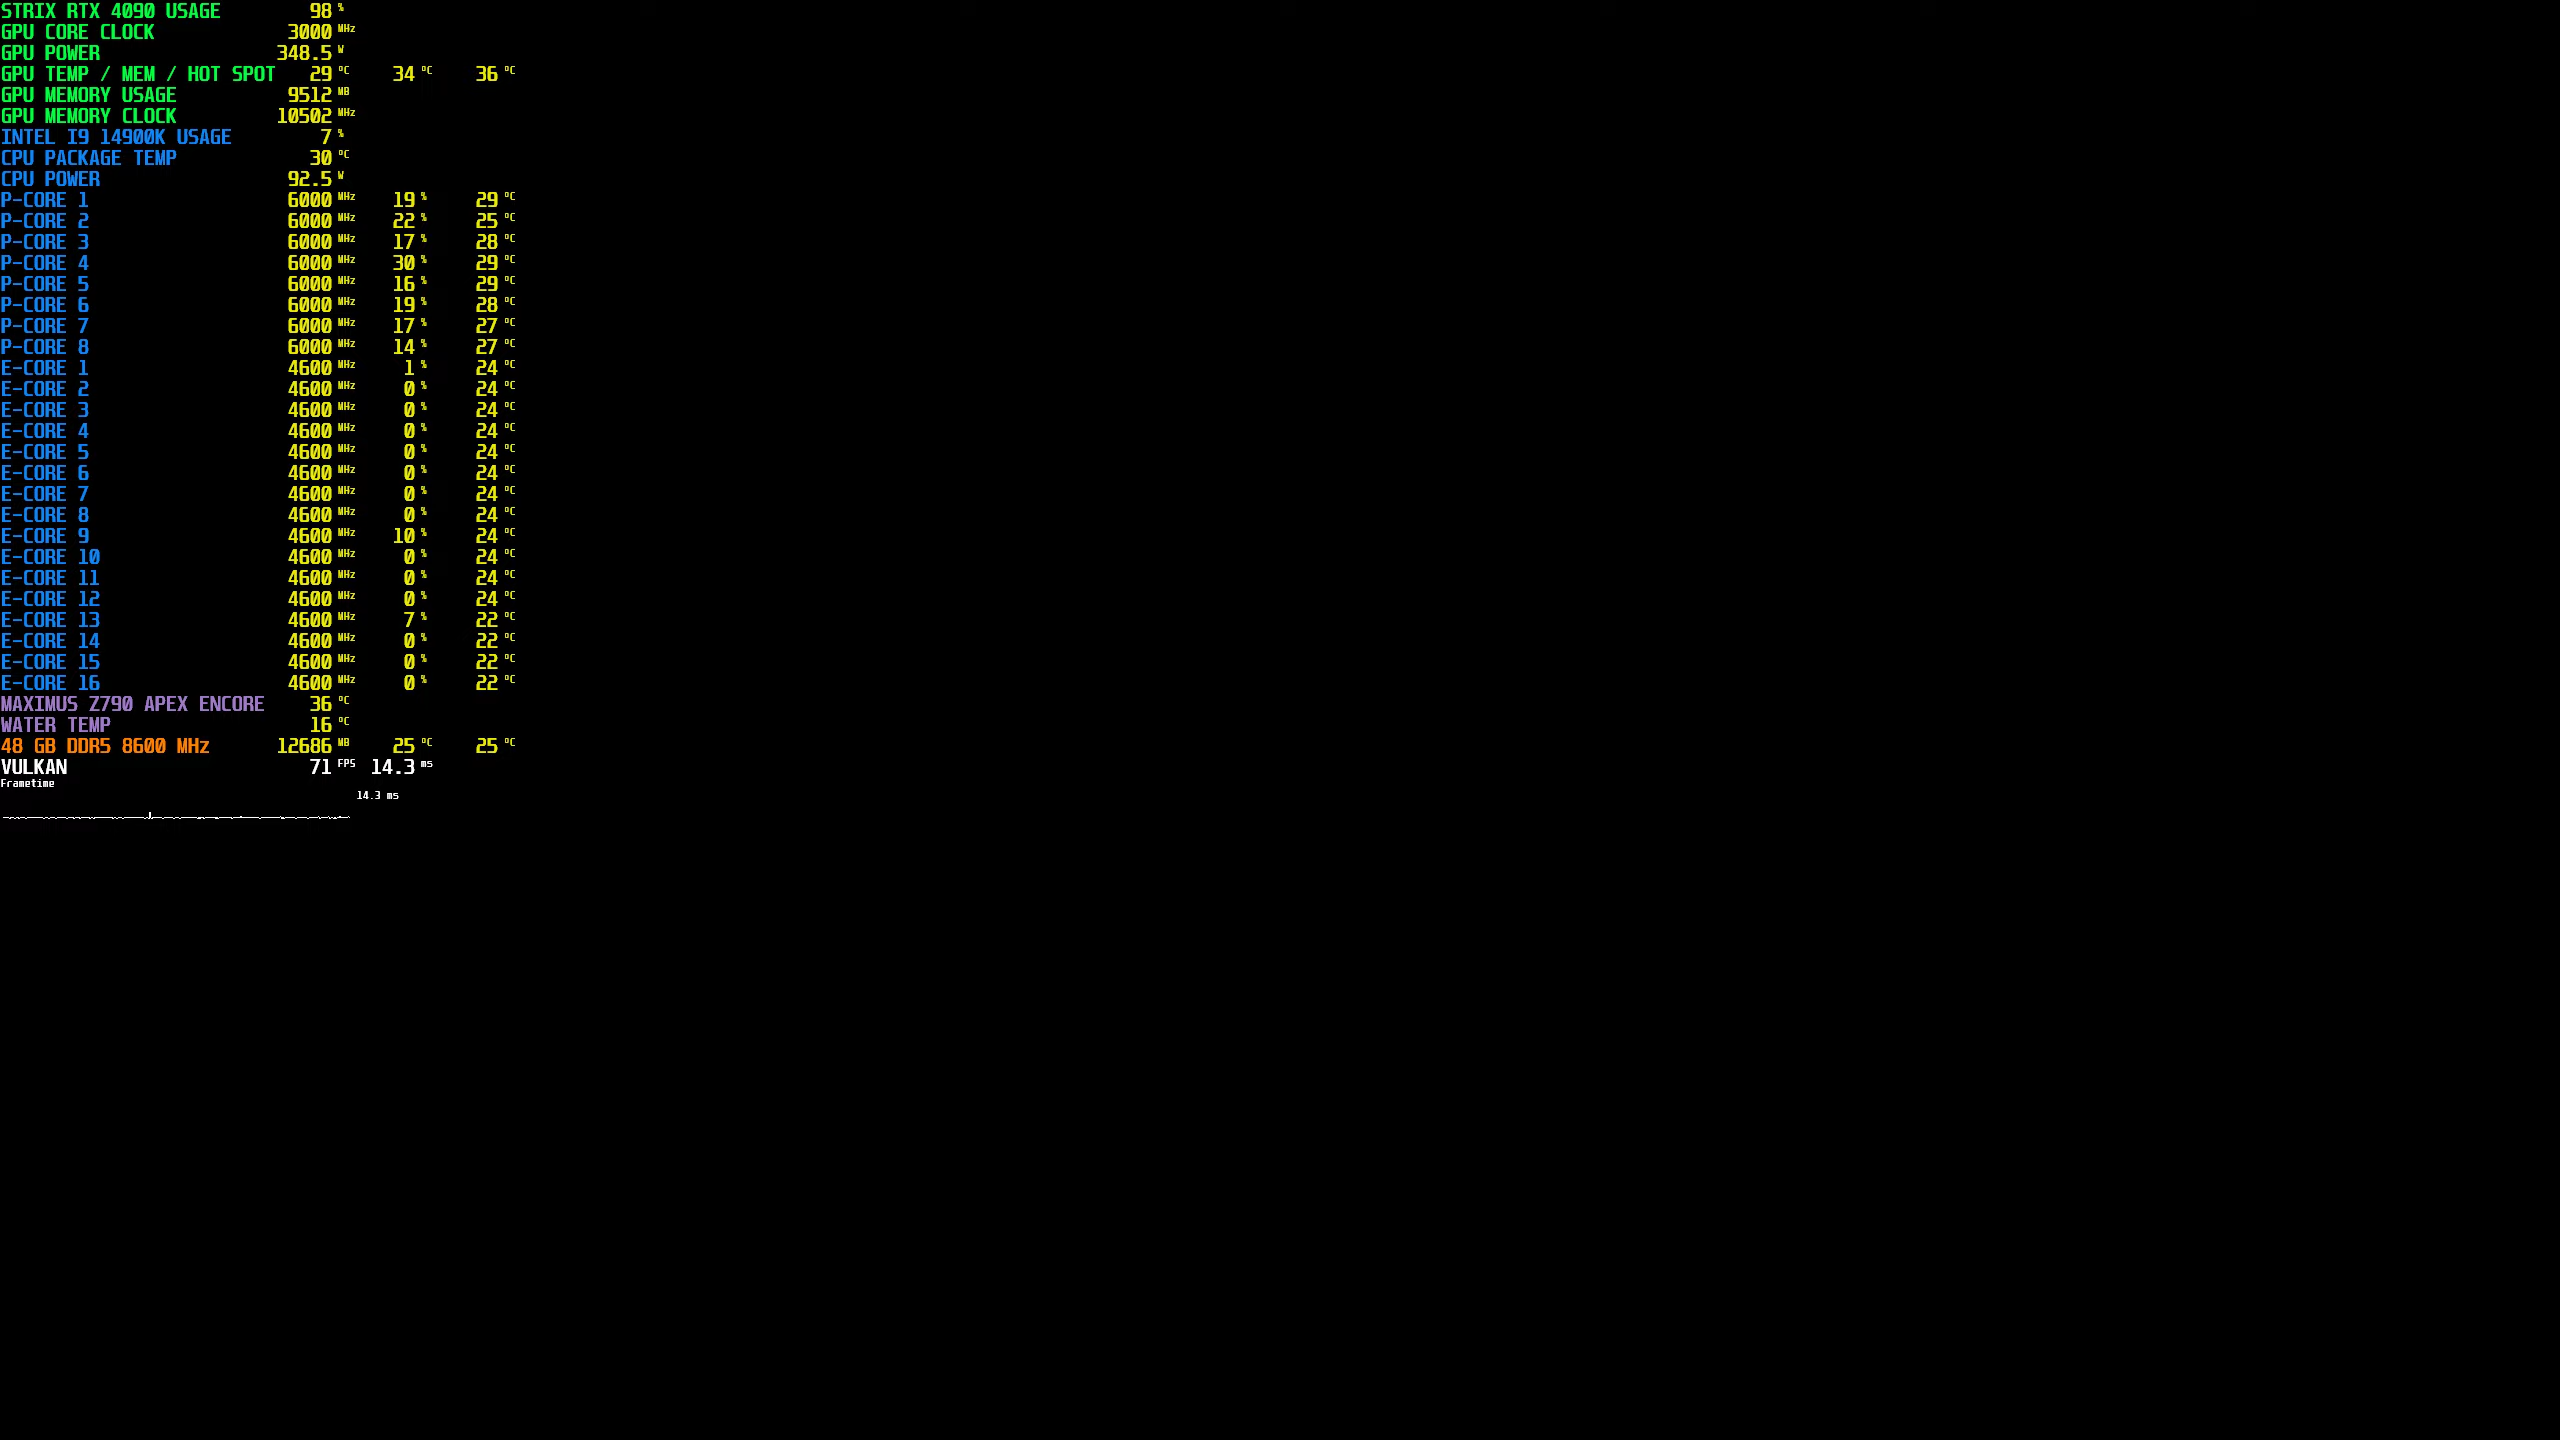 STRIX RTX 4090 USAGE 98 %
GPU CORE CLOCK 3000 MHz
GPU POWER 348.5 W
GPU TEMP / MEM / HOT SPOT 29 °C 34 °C 36 °C
GPU MEMORY USAGE 9512 MB
GPU MEMORY CLOCK 10502 MHz
INTEL I9 14900K USAGE 7 %
CPU PACKAGE TEMP 30 °C
CPU POWER 92.5 W
P-CORE 1 6000 MHz 19 % 29 °C
P-CORE 2 6000 MHz 22 % 25 °C
P-CORE 3 6000 MHz 17 % 28 °C
P-CORE 4 6000 MHz 30 % 29 °C
P-CORE 5 6000 MHz 16 % 29 °C
P-CORE 6 6000 MHz 19 % 28 °C
P-CORE 7 6000 MHz 17 % 27 °C
P-CORE 8 6000 MHz 14 % 27 °C
E-CORE 1 4600 MHz 1 % 24 °C
E-CORE 2 4600 MHz 0 % 24 °C
E-CORE 3 4600 MHz 0 % 24 °C
E-CORE 4 4600 MHz 0 % 24 °C
E-CORE 5 4600 MHz 0 % 24 °C
E-CORE 6 4600 MHz 0 % 24 °C
E-CORE 7 4600 MHz 0 % 24 °C
E-CORE 8 4600 MHz 0 % 24 °C
E-CORE 9 4600 MHz 10 % 24 °C
E-CORE 10 4600 MHz 0 % 24 °C
E-CORE 11 4600 MHz 0 % 24 °C
E-CORE 12 4600 MHz 0 % 24 °C
E-CORE 13 4600 MHz 7 % 22 °C
E-CORE 14 4600 MHz 0 % 22 °C
E-CORE 15 4600 MHz 0 % 22 °C
E-CORE 16 4600 MHz 0 % 22 °C
MAXIMUS Z790 APEX ENCORE 36 °C
WATER TEMP 16 °C
48 GB DDR5 8600 MHz 12686 MB 25 °C 25 °C
VULKAN 71 FPS 14.3 ms
Frametime
14.3 ms